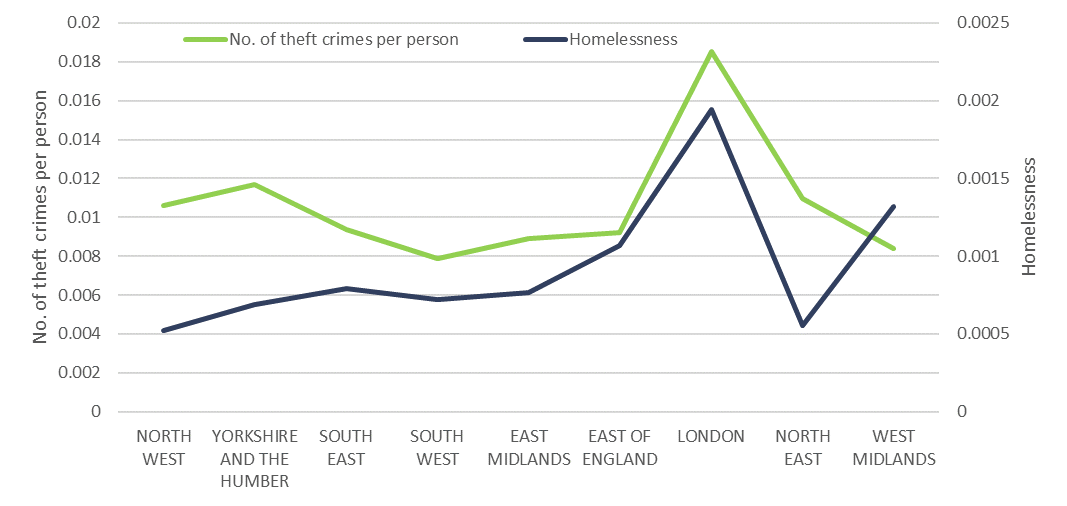 No. of theft crimes per person
Homelessness
0.02
0.018
0.016
0.014
0.012
0.01
0.008
0.006
0.004
0.002
0
No. of theft crimes per person
0.0025
0.002
0.0015
0.001
0.0005
0
Homelessness
NORTH
WEST
YORKSHIRE
AND THE
HUMBER
SOUTH
EAST
SOUTH
WEST
EAST
MIDLANDS
EAST OF
ENGLAND
LONDON
NORTH
EAST
WEST
MIDLANDS